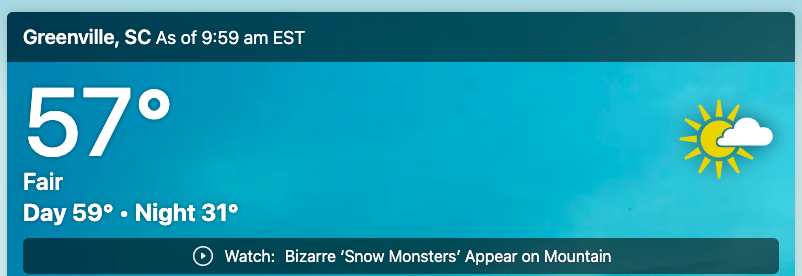 Greenville, SC As of 9:59 am EST
57°
Fair
Day 59° • Night 31°
Watch: Bizarre ‘Snow Monsters’ Appear on Mountain